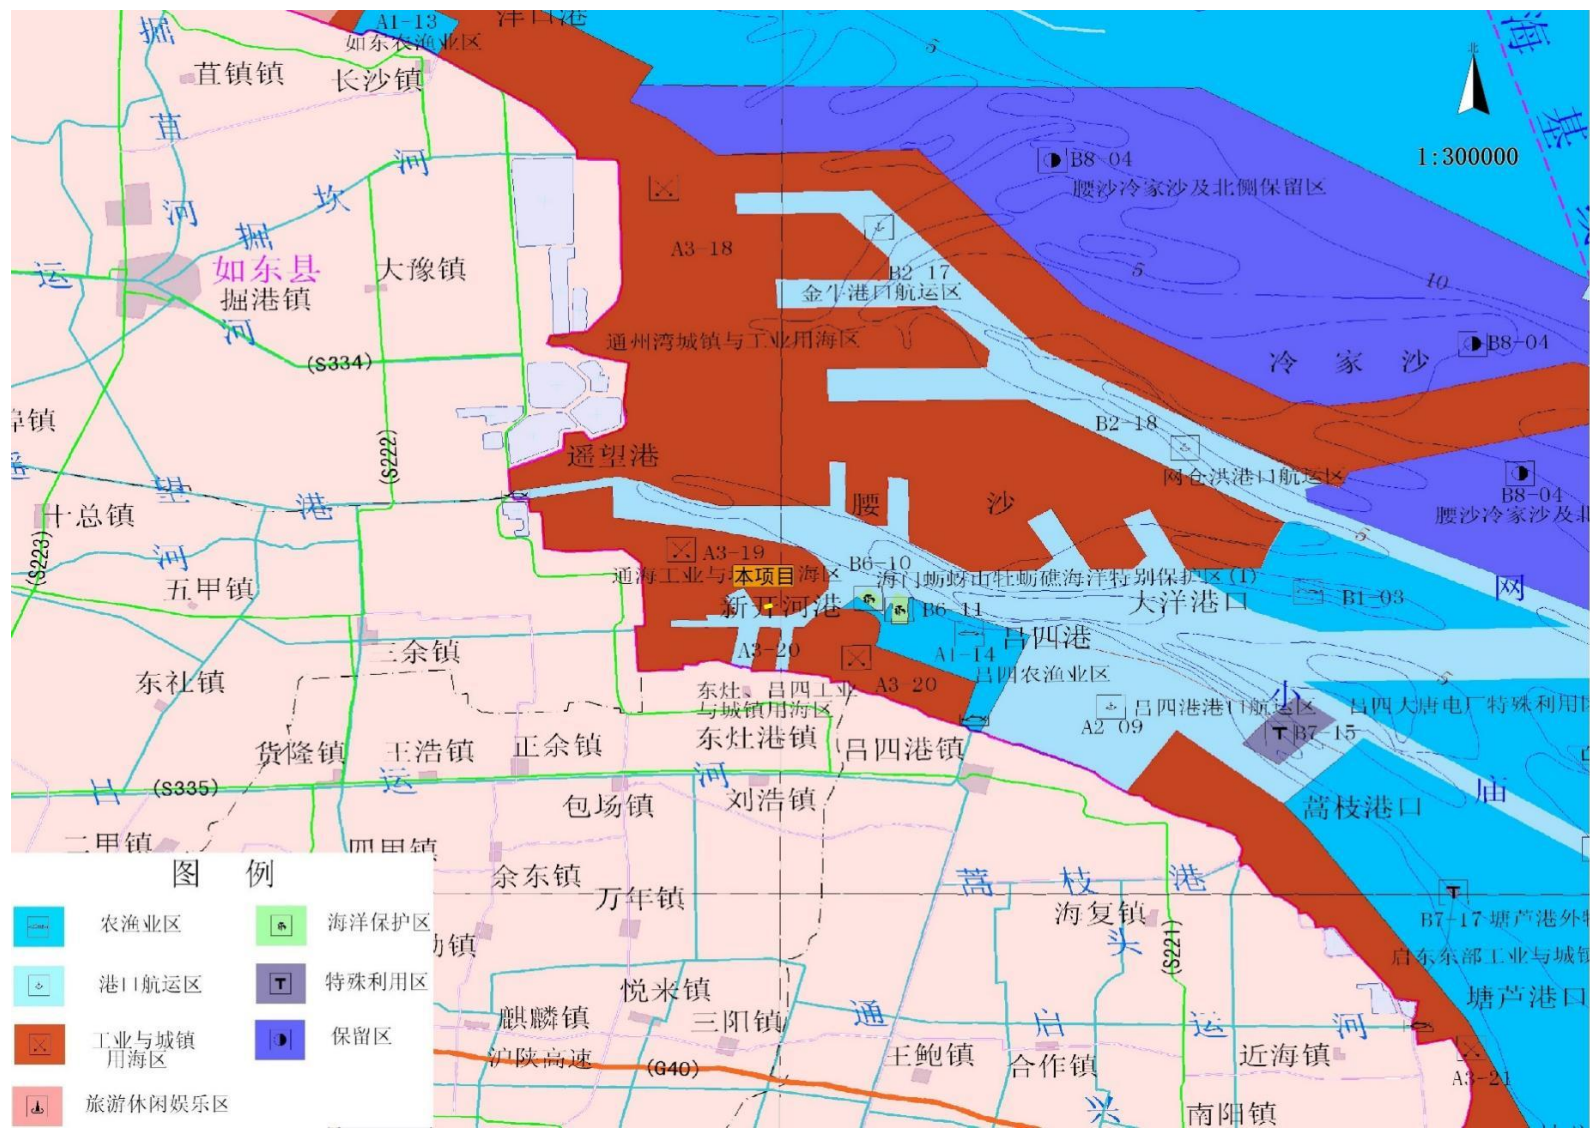 A1-13
洋口港
如东农渔业区
掘
苴镇镇
长沙镇
海
北
基
1:300000
苴
河
坎
河
掘
B8-04
腰沙冷家沙及北侧保留区
A3-18
运
如东县
掘港镇
大豫镇
河
B2-17
金牛港口航运区
5
5
10
通州湾城镇与工业用海区
(S334)
冷家沙
B8-04
B2-18
(S222)
遥望港
网仓洪港口航运区
B8-04
腰沙冷家沙及北
望
港
十总镇
腰沙
(S223)
河
A3-19
通海工业与
本项目
海区
B6-10
海门蛎蚜山牡蛎礁海洋特别保护区(1)
五甲镇
新开河港
B6-11
大洋港口
B1-03
网
三余镇
A3-20
A1-14
吕四港
吕四农渔业区
东社镇
东灶、吕四工业
与城镇用海区
A3-20
小
A2-09
吕四港港口航运区
吕四大唐电厂特殊利用区
B7-15
货隆镇
王浩镇
正余镇
东灶港镇
吕四港镇
(S335)
运
河
包场镇
刘浩镇
蒿枝港口
庙
二甲镇
四甲镇
图例
余东镇
万年镇
蒿
枝
港
海复镇
农渔业区
海洋保护区
B7-17
塘芦港外
头
(S221)
启东东部工业与城镇
港口航运区
特殊利用区
悦来镇
塘芦港口
麒麟镇
三阳镇
通
启
运
河
工业与城镇
用海区
保留区
沪陕高速
(G40)
王鲍镇
合作镇
近海镇
A3-21
旅游休闲娱乐区
兴
南阳镇